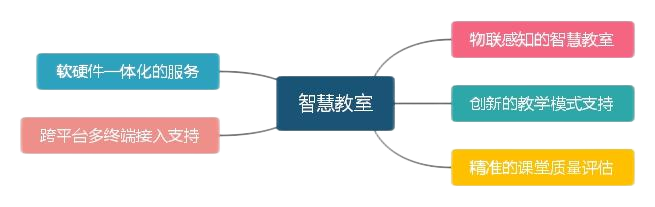 物联感知的智慧教室
软硬件一体化的服务
创新的教学模式支持
智慧教室
跨平台多终端接入支持
精准的课堂质量评估